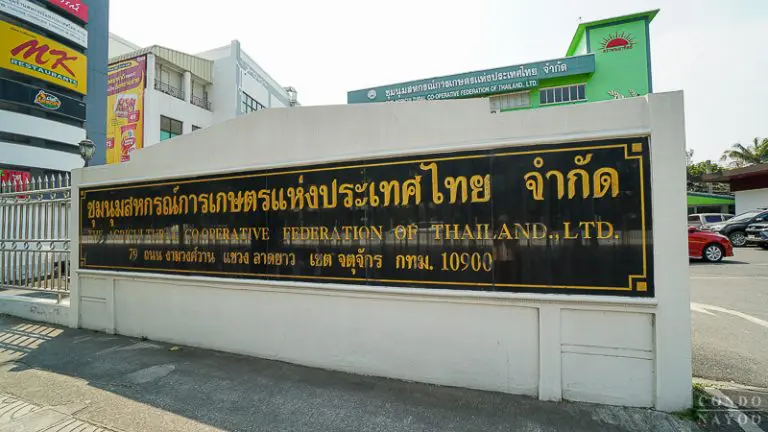 MK
RESTAURANTS
ชุมนุมสหกรณ์การเกษตรแห่งประเทศไทย จำกัด
CO-OPERATIVE FEDERATION OF THAILAND, LTD.
ชุมนุมสหกรณ์การเกษตรแห่งประเทศไทย จำกัด
THE AGRICULTURAL CO-OPERATIVE FEDERATION OF THAILAND., LTD.
79 ถนน งามวงศ์วาน แขวง ลาดยาว เขต จตุจักร กทม. 10900
CONDO
NAYOO